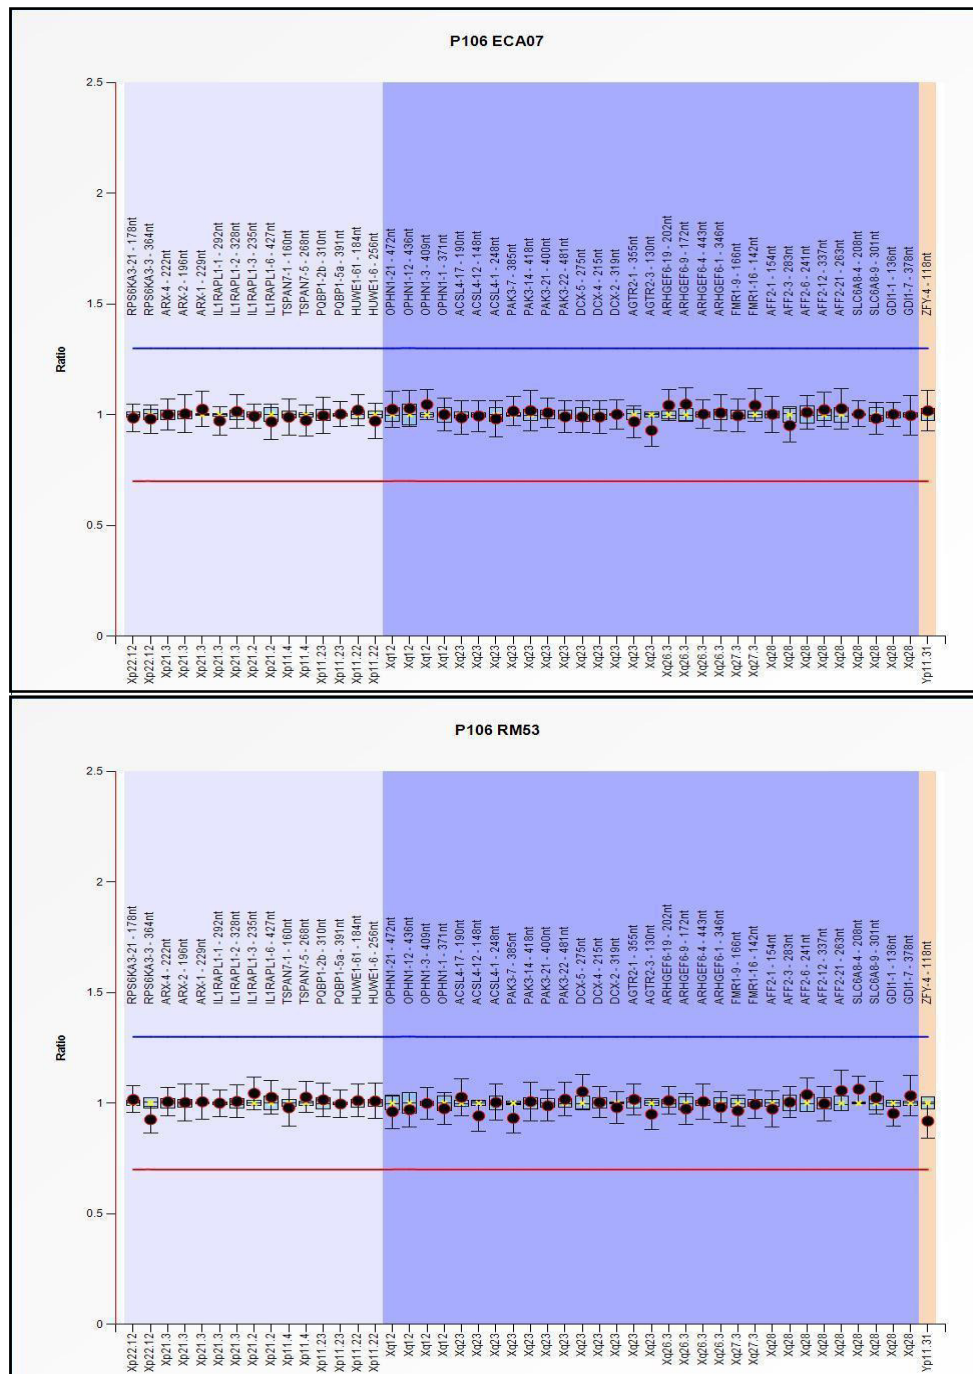 P106 ECA07
2.5
2
1.5
1
0.5
0
Ratio
RPS6KA3-21 - 178nt
RPS6KA3-3 - 364nt
ARX-4 - 222nt
ARX-2 - 196nt
ARX-1 - 229nt
IL1RAPL1-1 - 292nt
IL1RAPL1-2 - 328nt
IL1RAPL1-3 - 235nt
IL1RAPL1-6 - 427nt
TSPAN7-1 - 160nt
TSPAN7-5 - 268nt
PQBP1-2b - 310nt
PQBP1-5a - 391nt
HUWE1-61 - 184nt
HUWE1-6 - 256nt
OPHN1-21 - 472nt
OPHN1-12 - 436nt
OPHN1-3 - 409nt
OPHN1-1 - 371nt
ACSL4-17 - 190nt
ACSL4-12 - 148nt
ACSL4-1 - 248nt
PAK3-7 - 385nt
PAK3-14 - 418nt
PAK3-21 - 400nt
PAK3-22 - 481nt
DCX-5 - 275nt
DCX-4 - 215nt
DCX-2 - 319nt
AGTR2-1 - 355nt
AGTR2-3 - 130nt
ARHGEF6-19 - 202nt
ARHGEF6-9 - 172nt
ARHGEF6-4 - 443nt
ARHGEF6-1 - 346nt
FMR1-9 - 166nt
FMR1-16 - 142nt
AFF2-1 - 154nt
AFF2-3 - 283nt
AFF2-6 - 241nt
AFF2-12 - 337nt
AFF2-21 - 263nt
SLC6A8-4 - 208nt
SLC6A8-9 - 301nt
GDI1-1 - 136nt
GDI1-7 - 378nt
ZFY-4 - 118nt
Xp22.12
Xp22.12
Xp21.3
Xp21.3
Xp21.3
Xp21.3
Xp21.3
Xp21.2
Xp21.2
Xp11.4
Xp11.4
Xp11.23
Xp11.23
Xp11.22
Xp11.22
Xq12
Xq12
Xq12
Xq12
Xq23
Xq23
Xq23
Xq23
Xq23
Xq23
Xq23
Xq23
Xq23
Xq23
Xq23
Xq23
Xq26.3
Xq26.3
Xq26.3
Xq26.3
Xq27.3
Xq27.3
Xq28
Xq28
Xq28
Xq28
Xq28
Xq28
Xq28
Xq28
Xq28
Yp11.31
P106 RM53
2.5
2
1.5
1
0.5
0
Ratio
RPS6KA3-21 - 178nt
RPS6KA3-3 - 364nt
ARX-4 - 222nt
ARX-2 - 196nt
ARX-1 - 229nt
IL1RAPL1-1 - 292nt
IL1RAPL1-2 - 328nt
IL1RAPL1-3 - 235nt
IL1RAPL1-6 - 427nt
TSPAN7-1 - 160nt
TSPAN7-5 - 268nt
PQBP1-2b - 310nt
PQBP1-5a - 391nt
HUWE1-61 - 184nt
HUWE1-6 - 256nt
OPHN1-21 - 472nt
OPHN1-12 - 436nt
OPHN1-3 - 409nt
OPHN1-1 - 371nt
ACSL4-17 - 190nt
ACSL4-12 - 148nt
ACSL4-1 - 248nt
PAK3-7 - 385nt
PAK3-14 - 418nt
PAK3-21 - 400nt
PAK3-22 - 481nt
DCX-5 - 275nt
DCX-4 - 215nt
DCX-2 - 319nt
AGTR2-1 - 355nt
AGTR2-3 - 130nt
ARHGEF6-19 - 202nt
ARHGEF6-9 - 172nt
ARHGEF6-4 - 443nt
ARHGEF6-1 - 346nt
FMR1-9 - 166nt
FMR1-16 - 142nt
AFF2-1 - 154nt
AFF2-3 - 283nt
AFF2-6 - 241nt
AFF2-12 - 337nt
AFF2-21 - 263nt
SLC6A8-4 - 208nt
SLC6A8-9 - 301nt
GDI1-1 - 136nt
GDI1-7 - 378nt
ZFY-4 - 118nt
Xp22.12
Xp22.12
Xp21.3
Xp21.3
Xp21.3
Xp21.3
Xp21.3
Xp21.2
Xp21.2
Xp11.4
Xp11.4
Xp11.23
Xp11.23
Xp11.22
Xp11.22
Xq12
Xq12
Xq12
Xq12
Xq23
Xq23
Xq23
Xq23
Xq23
Xq23
Xq23
Xq23
Xq23
Xq23
Xq23
Xq23
Xq26.3
Xq26.3
Xq26.3
Xq26.3
Xq27.3
Xq27.3
Xq28
Xq28
Xq28
Xq28
Xq28
Xq28
Xq28
Xq28
Xq28
Yp11.31